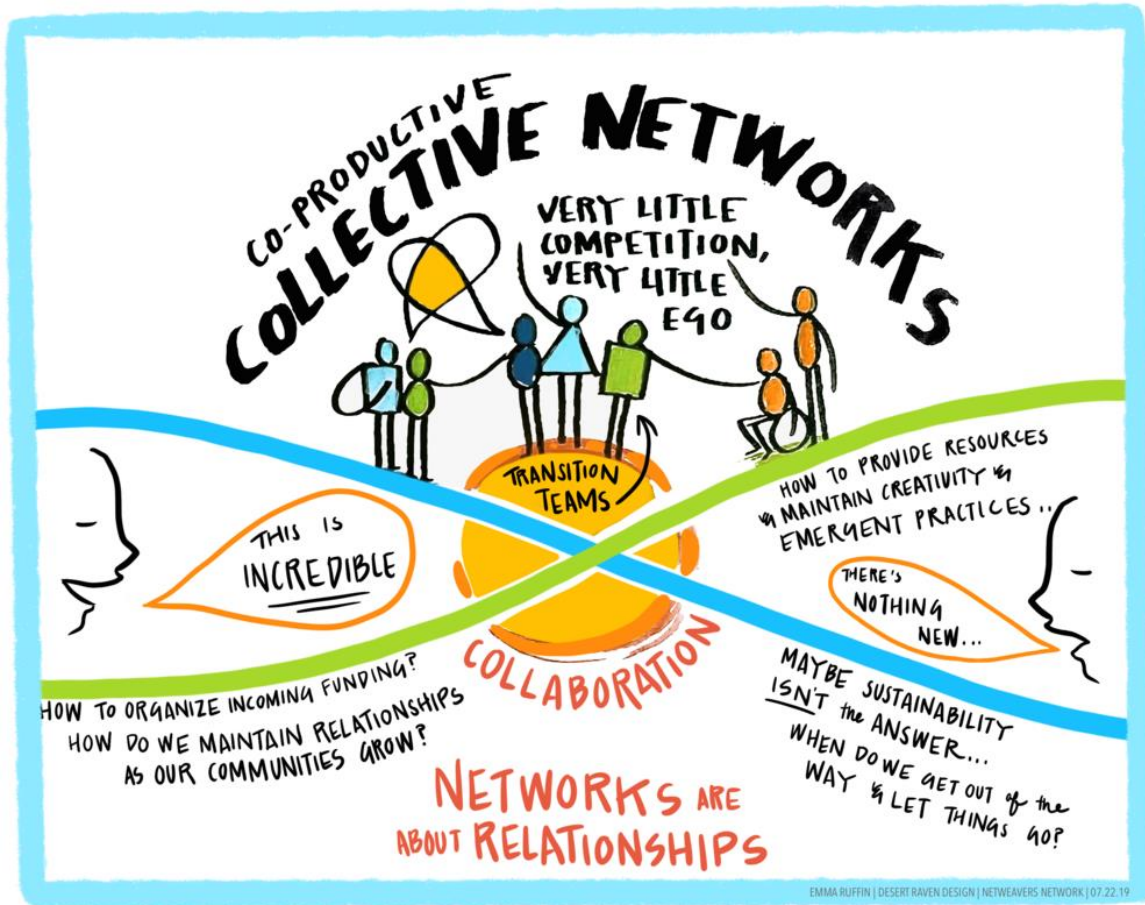 CO-PRODUCTIVE
COLLECTIVE NETWORKS
VERY LITTLE
COMPETITION,
VERY LITTLE
EGO
TRANSITION
TEAMS
THIS IS
INCREDIBLE
HOW TO PROVIDE RESOURCES
& MAINTAIN CREATIVITY &
EMERGENT PRACTICES...
THERE'S
NOTHING
NEW...
COLLABORATION
HOW TO ORGANIZE INCOMING FUNDING?
HOW DO WE MAINTAIN RELATIONSHIPS
AS OUR COMMUNITIES GROW?
MAYBE SUSTAINABILITY
ISN'T the ANSWER...
WHEN DO WE GET OUT of the
WAY & LET THINGS GO?
NETWORKS ARE
ABOUT RELATIONSHIPS
EMMA RUFFIN | DESERT RAVEN DESIGN | NETWEAVERS NETWORK | 07.22.19